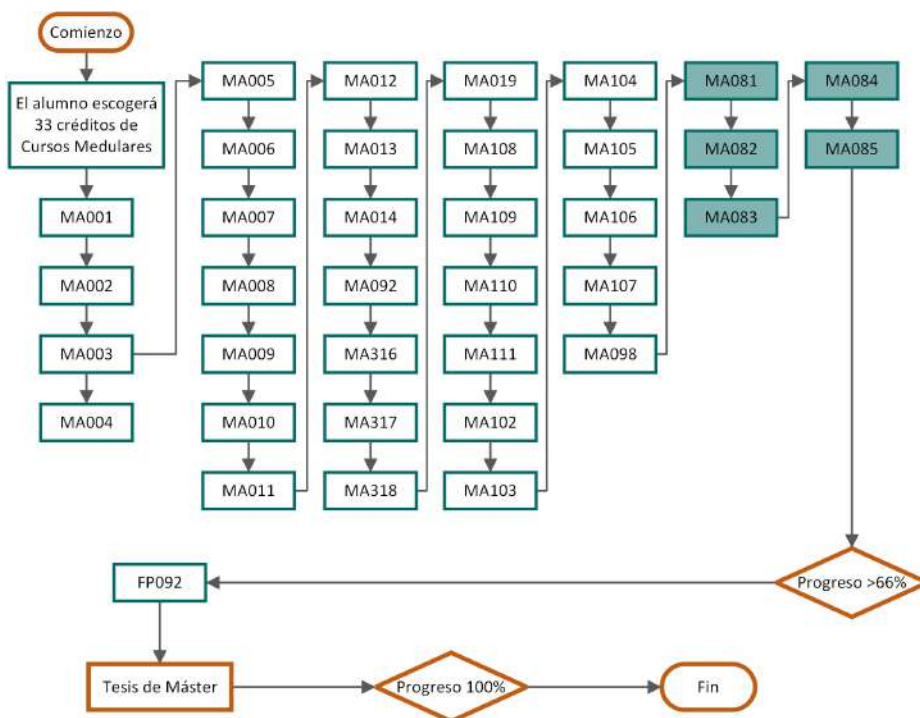 Comienzo
El alumno escogerá
33 créditos de
Cursos Medulares
MA001
MA002
MA003
MA004
MA005
MA006
MA007
MA008
MA009
MA010
MA011
MA012
MA013
MA014
MA092
MA316
MA317
MA318
MA019
MA108
MA109
MA110
MA111
MA102
MA103
MA104
MA105
MA106
MA107
MA098
MA081
MA082
MA083
MA084
MA085
Progreso >66%
FP092
Tesis de Máster
Progreso 100%
Fin